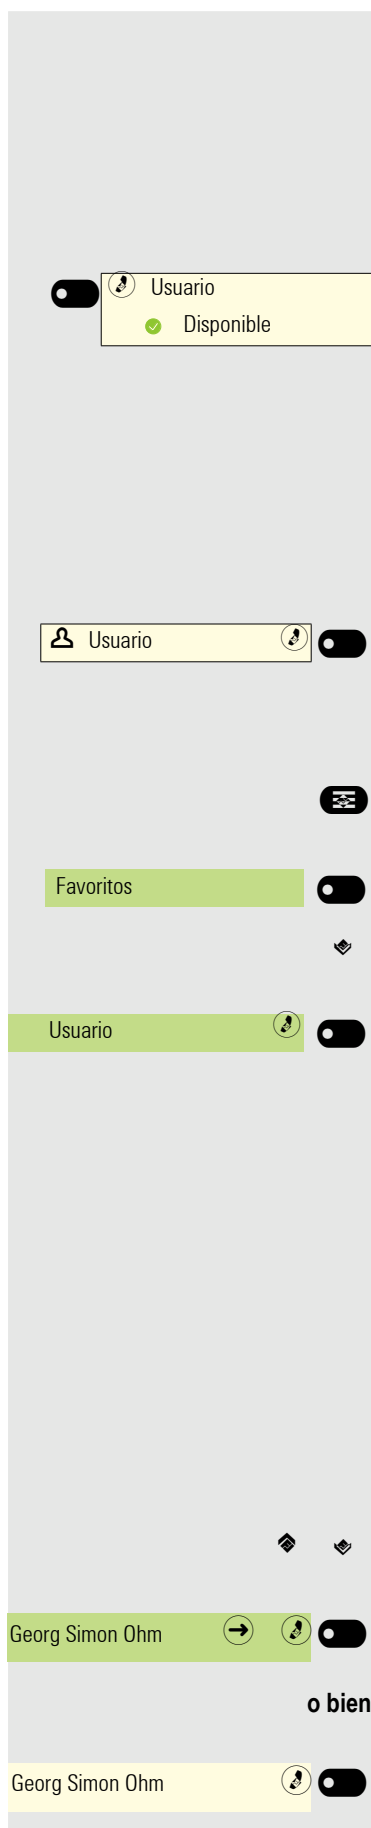 Usuario
Disponible
Usuario
Favoritos
Usuario
Georg Simon Ohm
o bien
Georg Simon Ohm